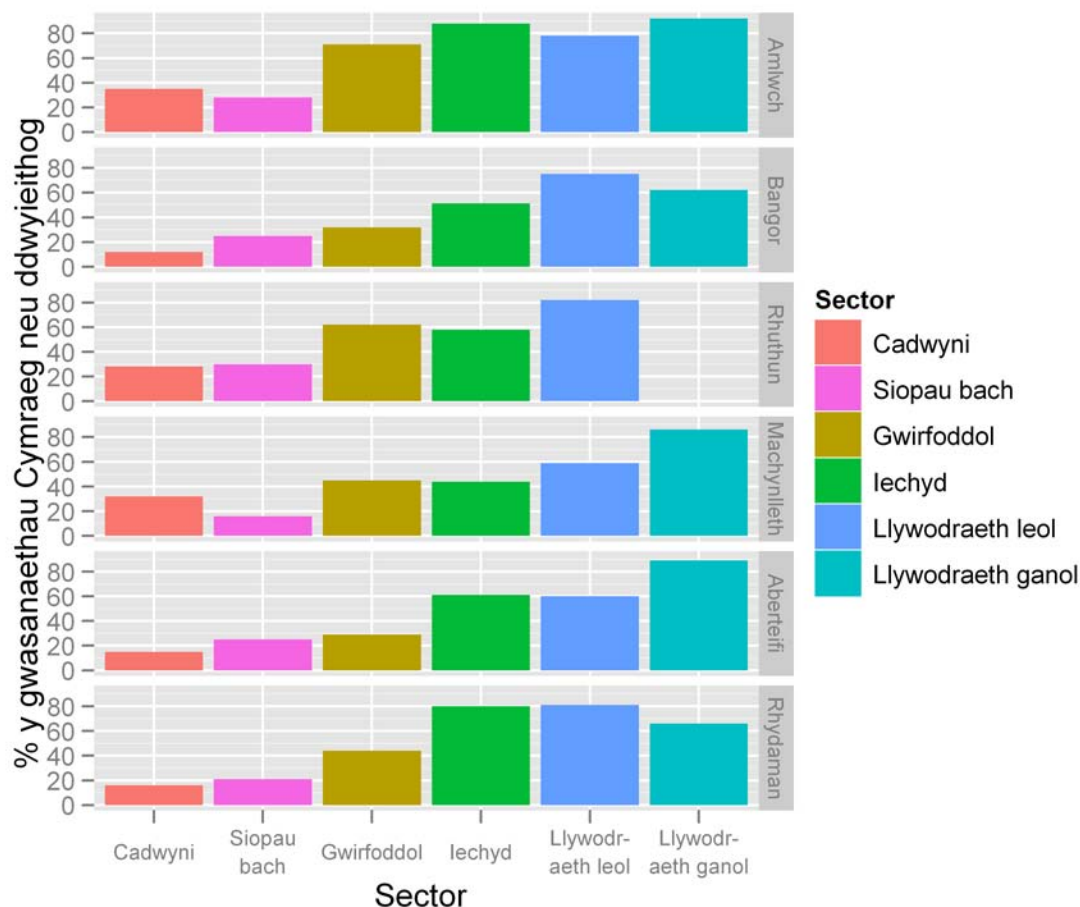 % y gwasanaethau Cymraeg neu ddwyieithog
80
60
40
20
0
Amlwch
80
60
40
20
0
Bangor
80
60
40
20
0
Rhuthun
80
60
40
20
0
Machynlleth
80
60
40
20
0
Aberteifi
80
60
40
20
0
Rhydaman
Cadwyni
Siopau
bach
Gwirfoddol
Iechyd
Llywodr-
aeth leol
Llywodr-
aeth ganol
Sector
Sector
Cadwyni
Siopau bach
Gwirfoddol
Iechyd
Llywodraeth leol
Llywodraeth ganol